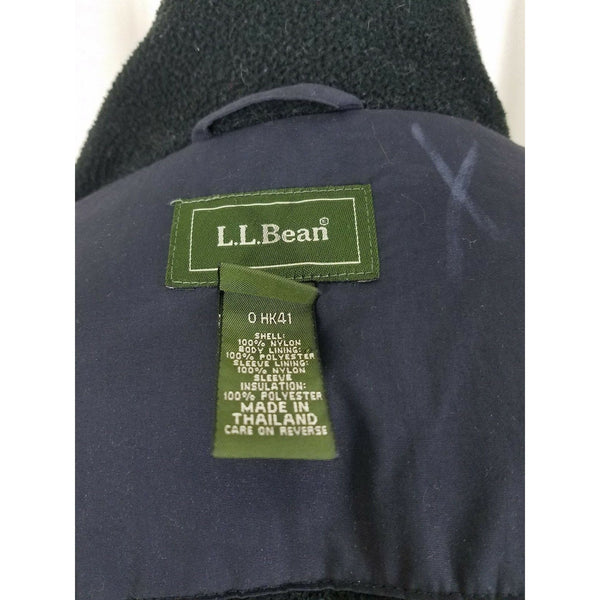 L.L.Bean®
0 HK41
SHELL:
100% NYLON
BODY LINING:
100% POLYESTER
SLEEVE LINING:
100% NYLON
SLEEVE
INSULATION:
100% POLYESTER
MADE IN
THAILAND
CARE ON REVERSE
X